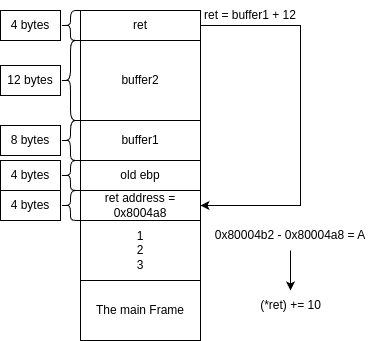 4 bytes
ret
ret = buffer1 + 12
12 bytes
buffer2
8 bytes
buffer1
4 bytes
old ebp
4 bytes
ret address =
0x8004a8
1
2
3
0x80004b2 - 0x80004a8 = A
(*ret) += 10
The main Frame